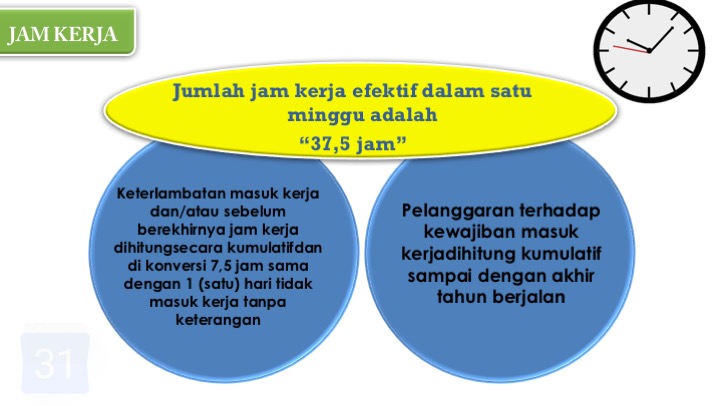 JAM KERJA
Jumlah jam kerja efektif dalam satu
minggu adalah
“37,5 jam”
Keterlambatan masuk kerja
dan/atau sebelum
berekhirnya jam kerja
dihitungsecara kumulatifdan
di konversi 7,5 jam sama
dengan 1 (satu) hari tidak
masuk kerja tanpa
keterangan
Pelanggaran terhadap
kewajiban masuk
kerjadihitung kumulatif
sampai dengan akhir
tahun berjalan
31